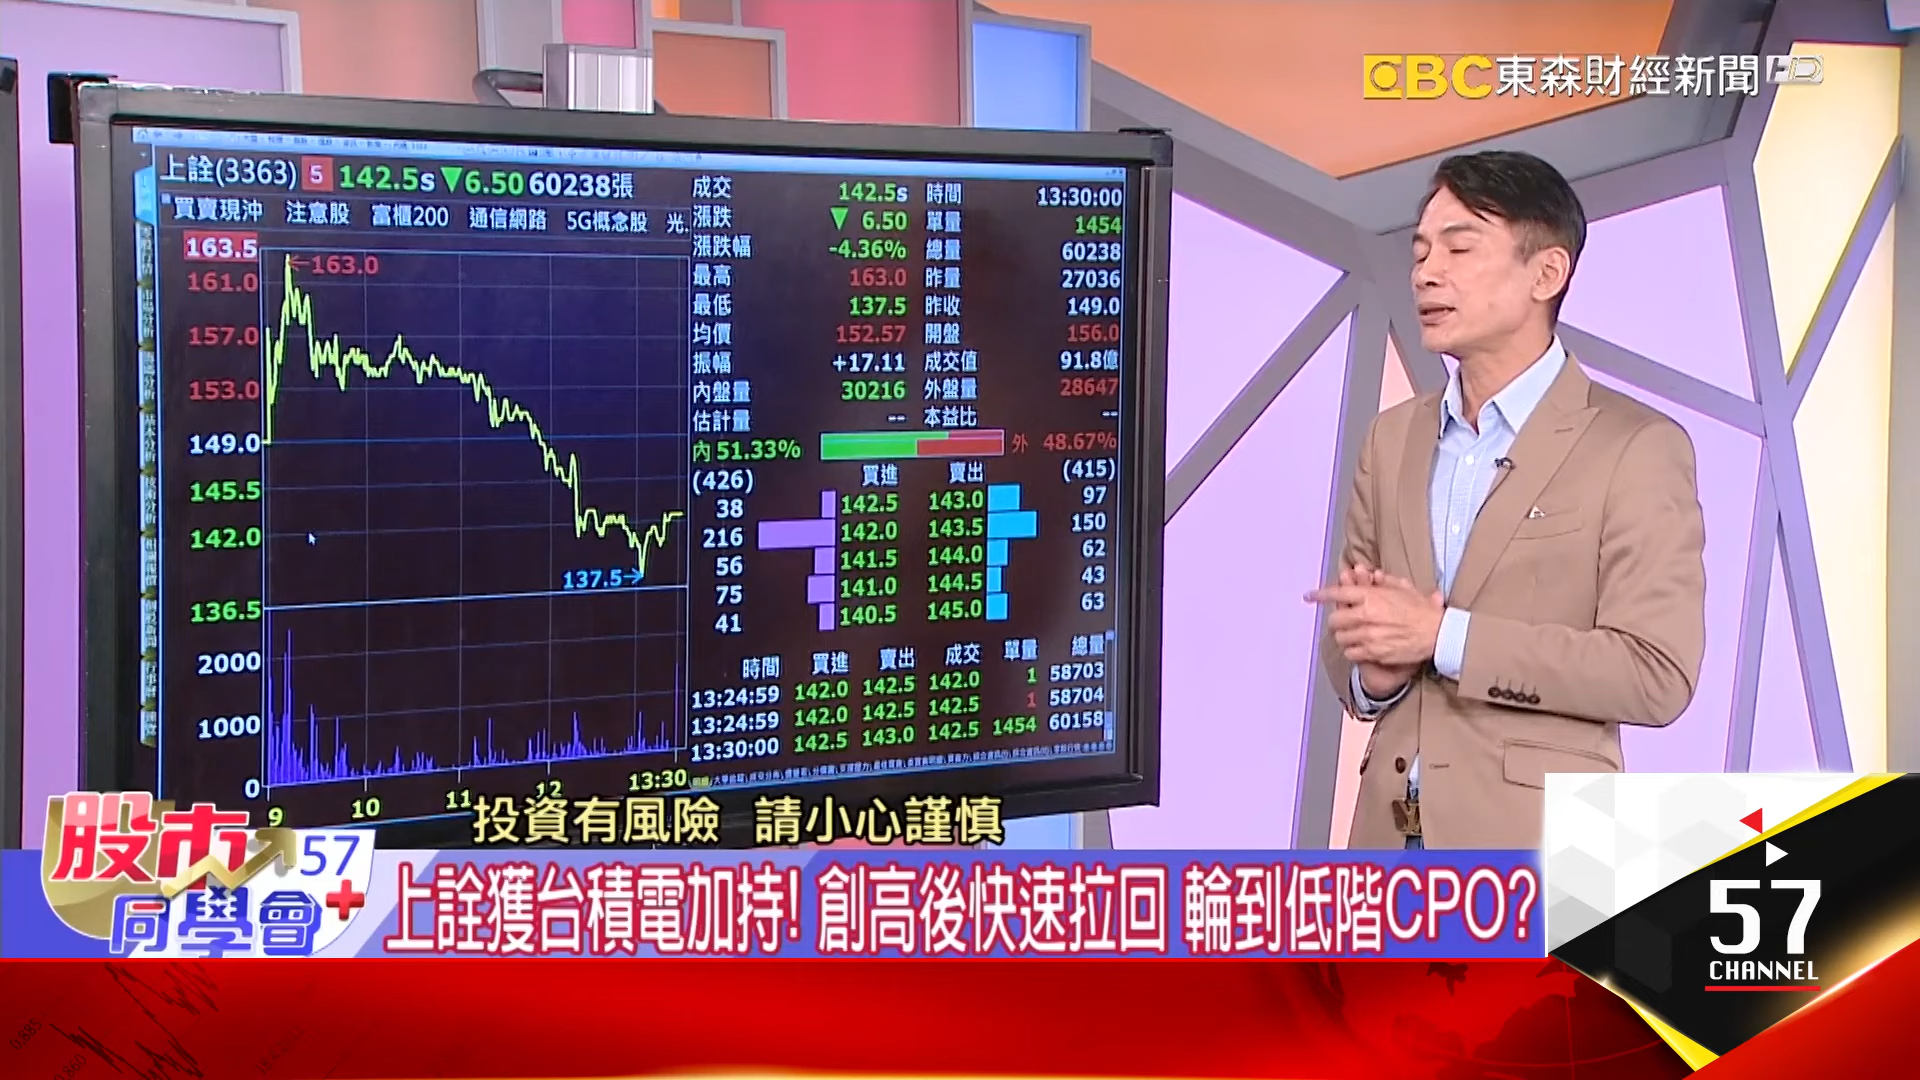 EBC東森財經新聞HD
上詮(3363) 5 142.5s ▼6.50 60238張
買賣現沖 注意股 富櫃200 通信網路 5G概念股 光.
163.5
←163.0
161.0
157.0
153.0
149.0
145.5
142.0
137.5→
136.5
2000
1000
0
9 10 11 12 13:30
成交 142.5s 時間 13:30:00
漲跌 ▼ 6.50 單量 1454
漲跌幅 -4.36% 總量 60238
最高 163.0 昨量 27036
最低 137.5 昨收 149.0
均價 152.57 開盤 156.0
振幅 +17.11 成交值 91.8億
內盤量 30216 外盤量 28647
估計量 -- 本益比 --
內 51.33% 外 48.67%
(426) 買進 賣出 (415)
38 142.5 143.0 97
216 142.0 143.5 150
56 141.5 144.0 62
75 141.0 144.5 43
41 140.5 145.0 63
時間 買進 賣出 成交 單量 總量
13:24:59 142.0 142.5 142.0 1 58703
13:24:59 142.0 142.5 142.5 1 58704
13:30:00 142.5 143.0 142.5 1454 60158
投資有風險 請小心謹慎
股市 57
同學會+
上詮獲台積電加持! 創高後快速拉回 輪到低階CPO?
57
CHANNEL
0.885
0.860